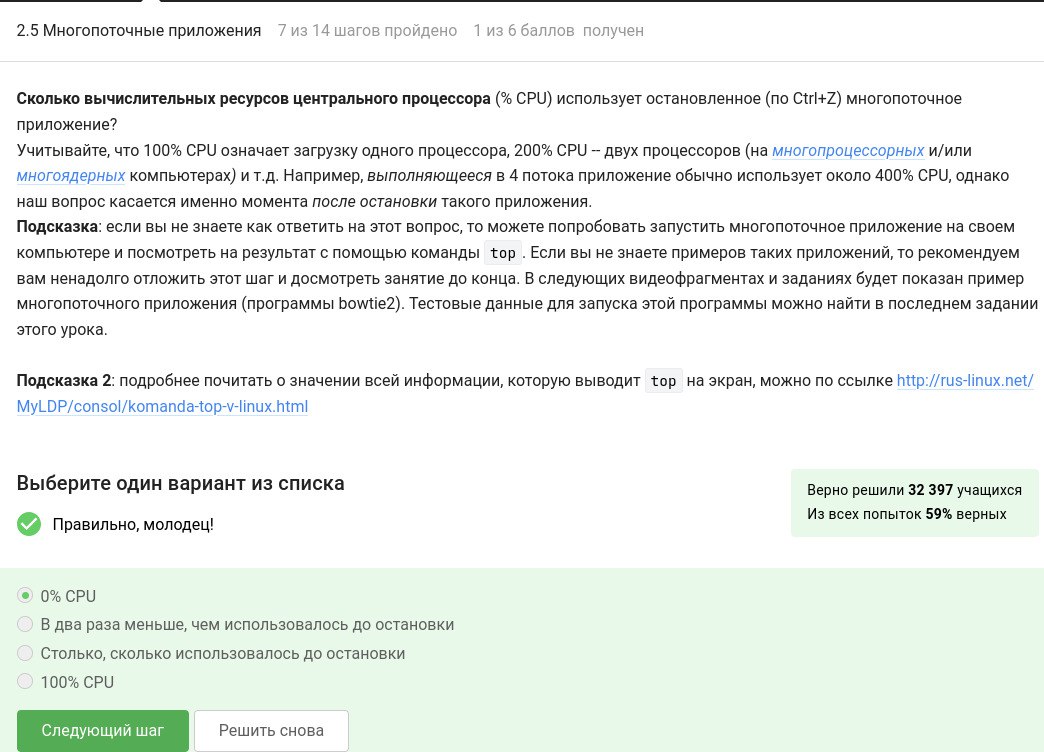 2.5 Многопоточные приложения 7 из 14 шагов пройдено 1 из 6 баллов получен
Сколько вычислительных ресурсов центрального процессора (% CPU) использует остановленное (по Ctrl+Z) многопоточное
приложение?
Учитывайте, что 100% CPU означает загрузку одного процессора, 200% CPU -- двух процессоров (на многопроцессорных и/или
многоядерных компьютерах) и т.д. Например, выполняющееся в 4 потока приложение обычно использует около 400% CPU, однако
наш вопрос касается именно момента после остановки такого приложения.
Подсказка: если вы не знаете как ответить на этот вопрос, то можете попробовать запустить многопоточное приложение на своем
компьютере и посмотреть на результат с помощью команды top. Если вы не знаете примеров таких приложений, то рекомендуем
вам ненадолго отложить этот шаг и досмотреть занятие до конца. В следующих видеофрагментах и заданиях будет показан пример
многопоточного приложения (программы bowtie2). Тестовые данные для запуска этой программы можно найти в последнем задании
этого урока.
Подсказка 2: подробнее почитать о значении всей информации, которую выводит top на экран, можно по ссылке http://rus-linux.net/
MyLDP/consol/komanda-top-v-linux.html
Выберите один вариант из списка
Правильно, молодец!
Верно решили 32 397 учащихся
Из всех попыток 59% верных
0% CPU
В два раза меньше, чем использовалось до остановки
Столько, сколько использовалось до остановки
100% CPU
Следующий шаг Решить снова